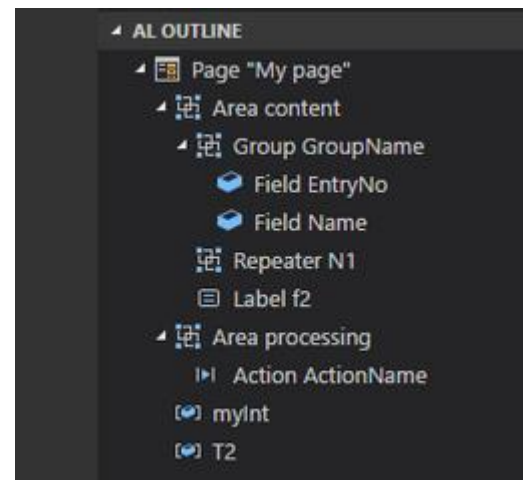 AL OUTLINE
Page "My page"
Area content
Group GroupName
Field EntryNo
Field Name
Repeater N1
Label f2
Area processing
Action ActionName
myInt
T2